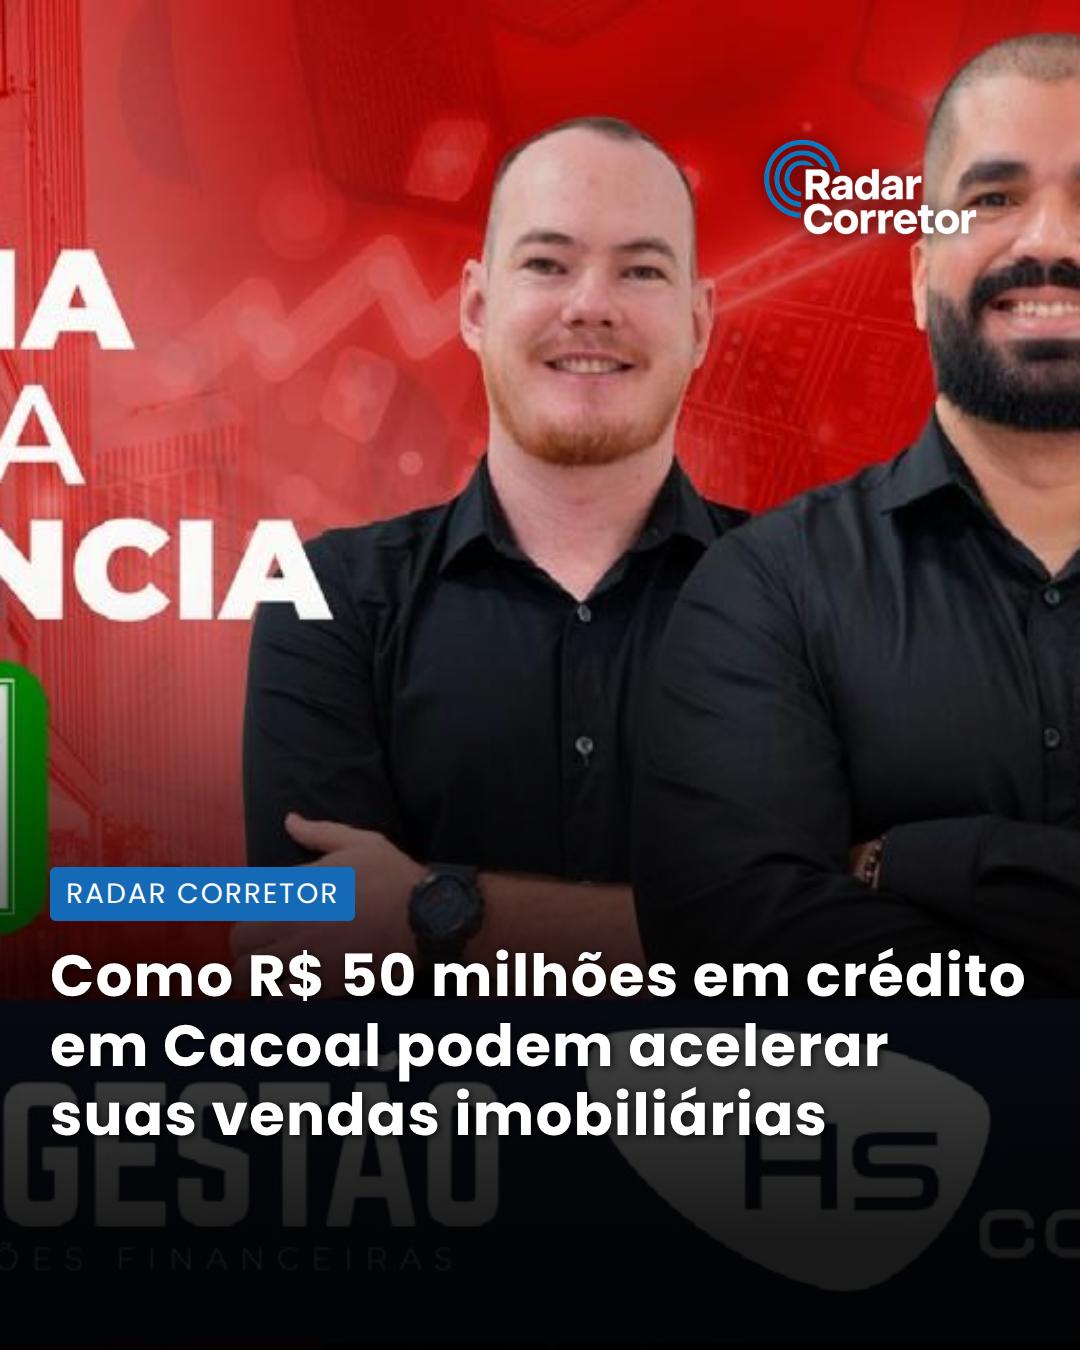 Radar
Corretor
IA
A
NCIA
RADAR CORRETOR
Como R$ 50 milhões em crédito
em Cacoal podem acelerar
suas vendas imobiliárias
GESTÃO
ÕES FINANCEIRAS
HS
CO